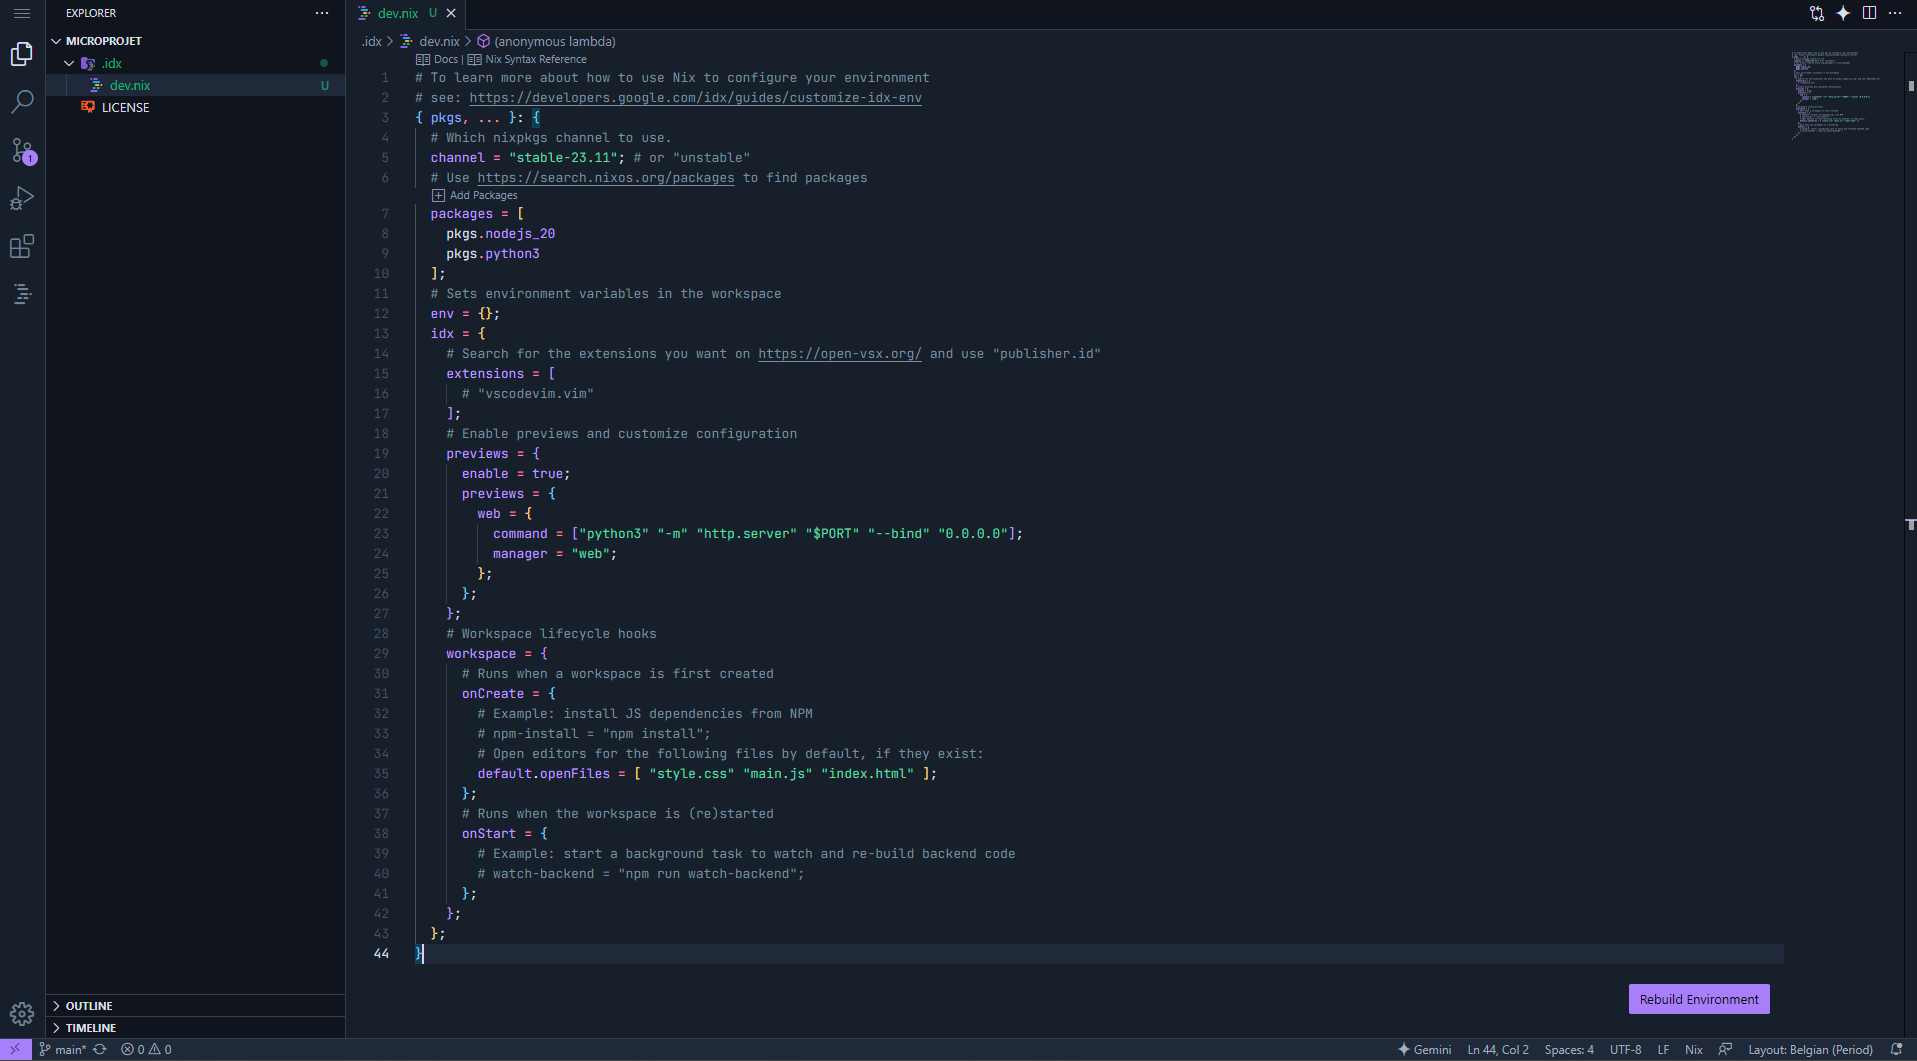 EXPLORER
MICROPROJET
.idx
dev.nix U
LICENSE
OUTLINE
TIMELINE
1
dev.nix U
.idx > dev.nix > (anonymous lambda)
Docs | Nix Syntax Reference
1 # To learn more about how to use Nix to configure your environment
2 # see: https://developers.google.com/idx/guides/customize-idx-env
3 { pkgs, ... }: {
4 # Which nixpkgs channel to use.
5 channel = "stable-23.11"; # or "unstable"
6 # Use https://search.nixos.org/packages to find packages
Add Packages
7 packages = [
8 pkgs.nodejs_20
9 pkgs.python3
10 ];
11 # Sets environment variables in the workspace
12 env = {};
13 idx = {
14 # Search for the extensions you want on https://open-vsx.org/ and use "publisher.id"
15 extensions = [
16 # "vscodevim.vim"
17 ];
18 # Enable previews and customize configuration
19 previews = {
20 enable = true;
21 previews = {
22 web = {
23 command = ["python3" "-m" "http.server" "$PORT" "--bind" "0.0.0.0"];
24 manager = "web";
25 };
26 };
27 };
28 # Workspace lifecycle hooks
29 workspace = {
30 # Runs when a workspace is first created
31 onCreate = {
32 # Example: install JS dependencies from NPM
33 # npm-install = "npm install";
34 # Open editors for the following files by default, if they exist:
35 default.openFiles = [ "style.css" "main.js" "index.html" ];
36 };
37 # Runs when the workspace is (re)started
38 onStart = {
39 # Example: start a background task to watch and re-build backend code
40 # watch-backend = "npm run watch-backend";
41 };
42 };
43 };
44 }
Rebuild Environment
main* 0 0 Gemini Ln 44, Col 2 Spaces: 4 UTF-8 LF Nix Layout: Belgian (Period)